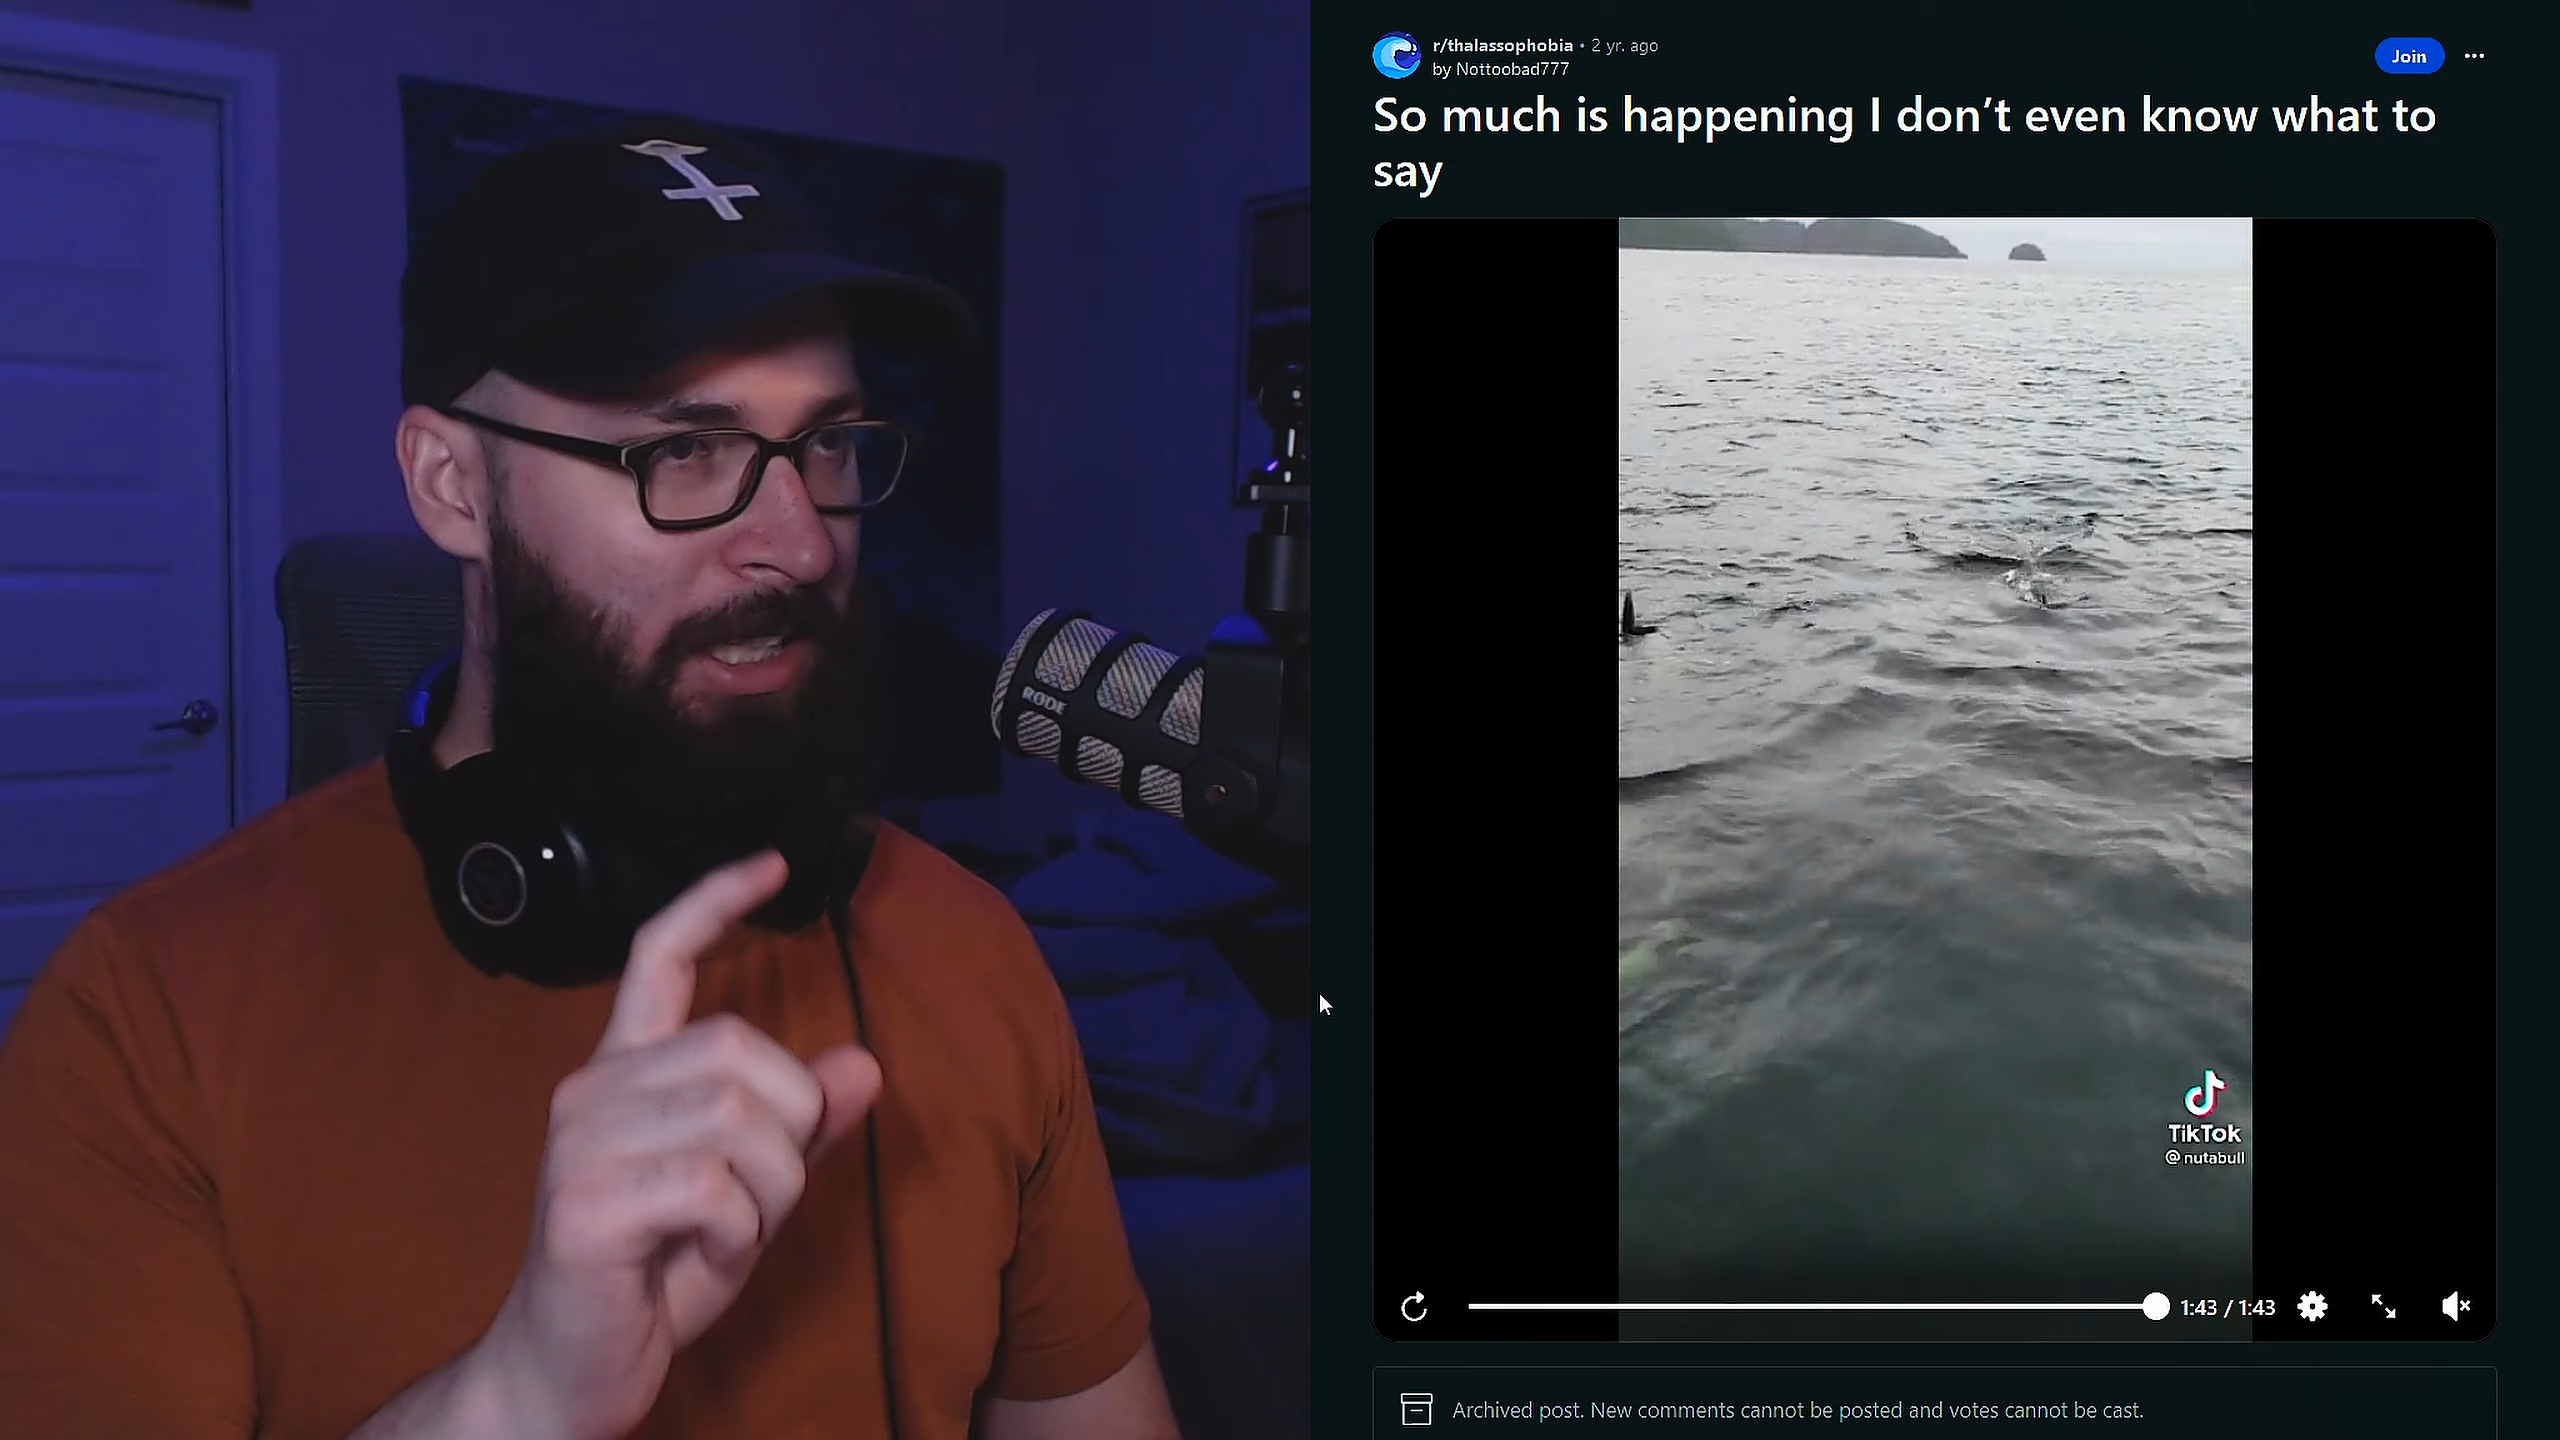 r/thalassophobia • 2 yr. ago
by Nottoobad777
Join
So much is happening I don’t even know what to
say
RODE
TikTok
@nutabull
1:43 / 1:43
Archived post. New comments cannot be posted and votes cannot be cast.